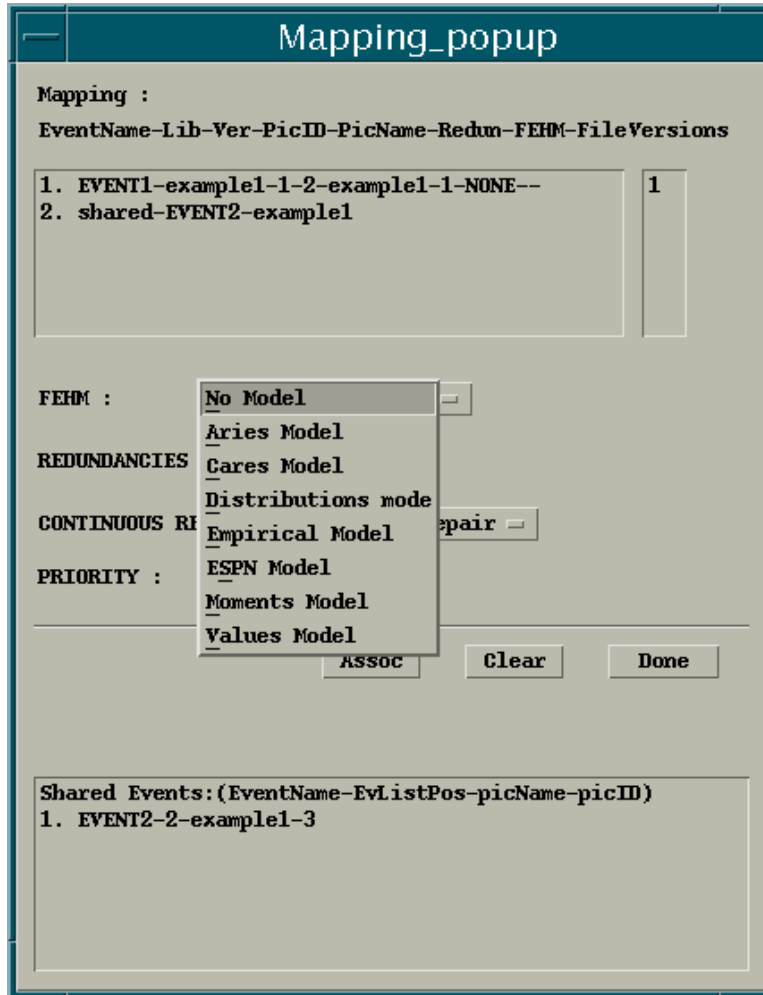 Mapping_popup
Mapping :
EventName-Lib-Ver-PicID-PicName-Redun-FEHM-FileVersions
1. EVENT1-example1-1-2-example1-1-NONE--
1
2. shared-EVENT2-example1
FEHM :
No Model
Aries Model
REDUNDANCIES
Cares Model
Distributions mode
CONTINUOUS RE
Empirical Model
epair
PRIORITY :
ESPN Model
Moments Model
Values Model
Assoc
Clear
Done
Shared Events:(EventName-EvListPos-picName-picID)
1. EVENT2-2-example1-3